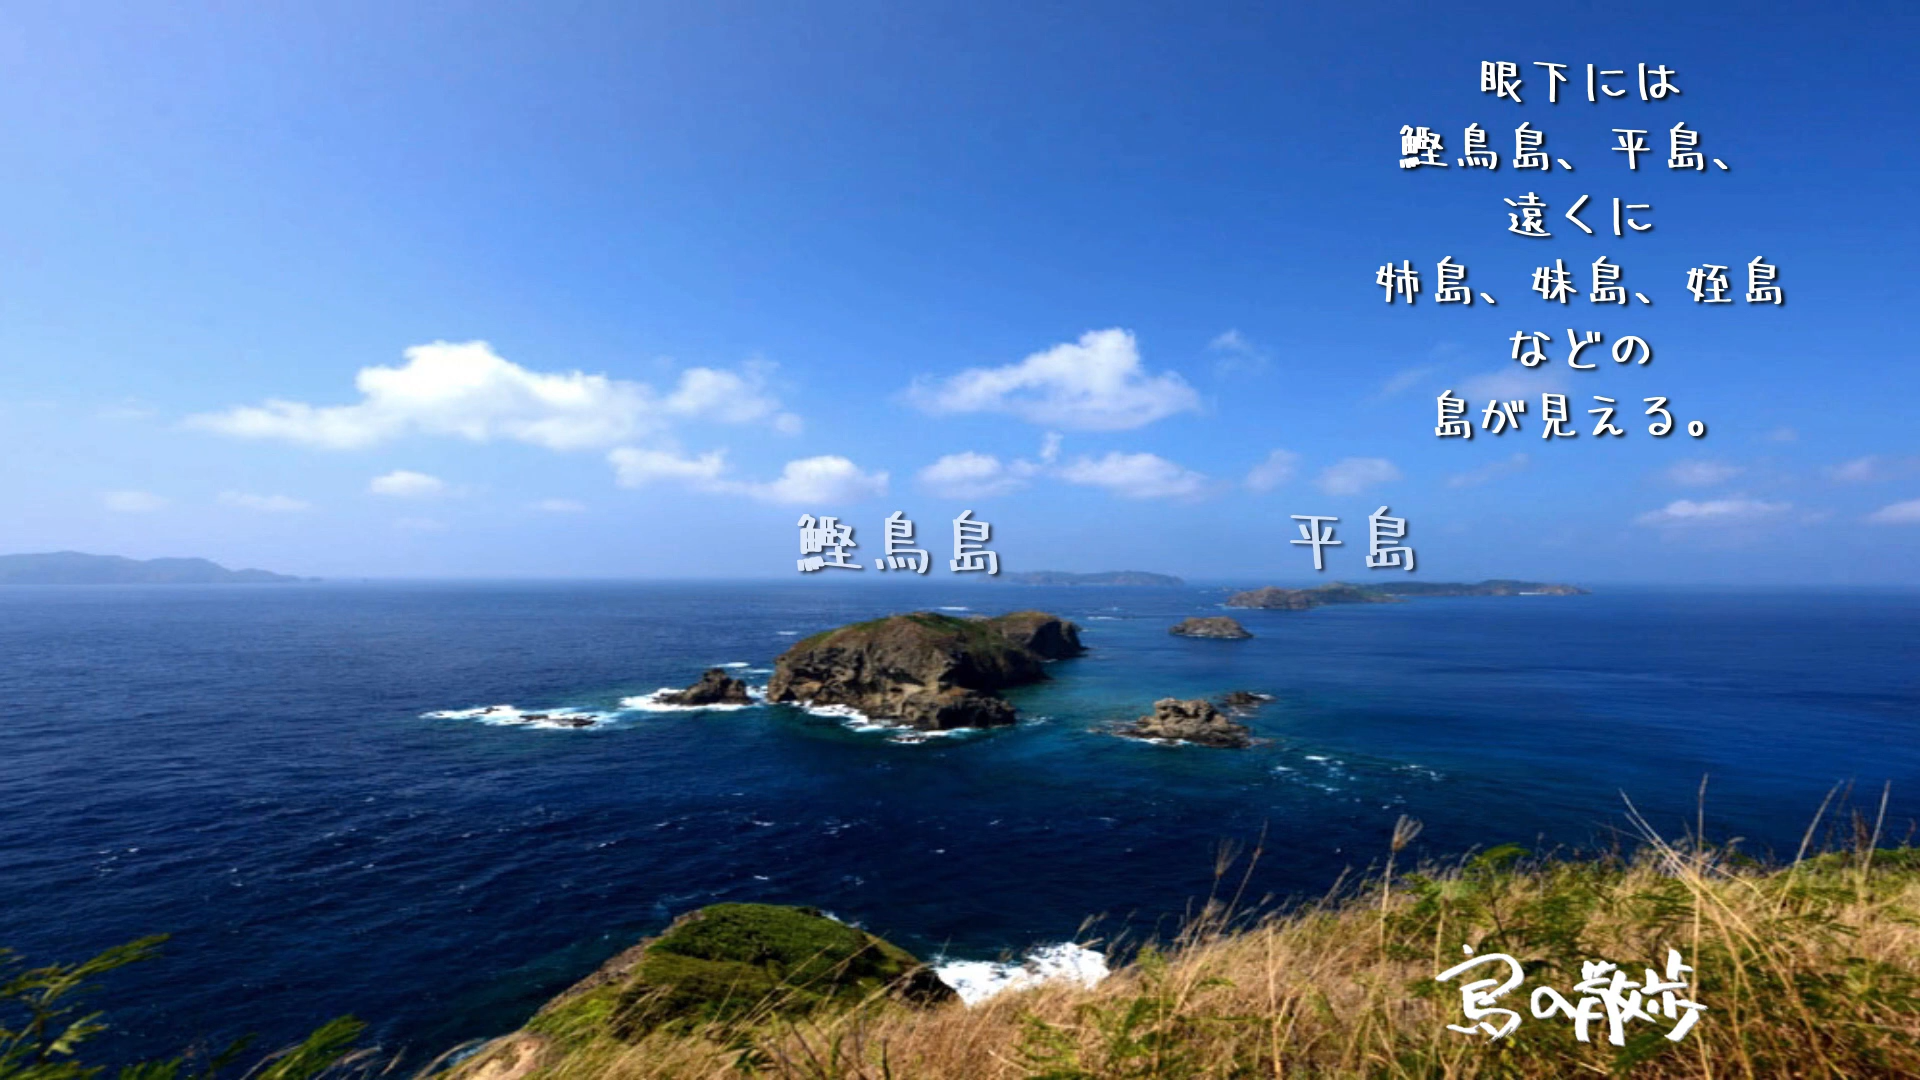 眼下には
鰹鳥島、平島、
遠くに
姉島、妹島、姪島
などの
島が見える。
鰹鳥島
平島
島の散歩